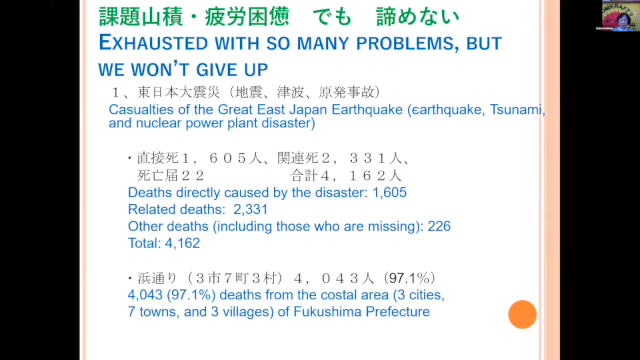 課題山積・疲労困憊　でも　諦めない
EXHAUSTED WITH SO MANY PROBLEMS, BUT
WE WON'T GIVE UP
１、東日本大震災（地震、津波、原発事故）
Casualties of the Great East Japan Earthquake (earthquake, Tsunami,
and nuclear power plant disaster)
・直接死１，６０５人、関連死２，３３１人、
死亡届２２　　　　　　合計４，１６２人
Deaths directly caused by the disaster: 1,605
Related deaths: 2,331
Other deaths (including those who are missing): 226
Total: 4,162
・浜通り（３市７町３村）４，０４３人（97.1％）
4,043 (97.1%) deaths from the costal area (3 cities,
7 towns, and 3 villages) of Fukushima Prefecture